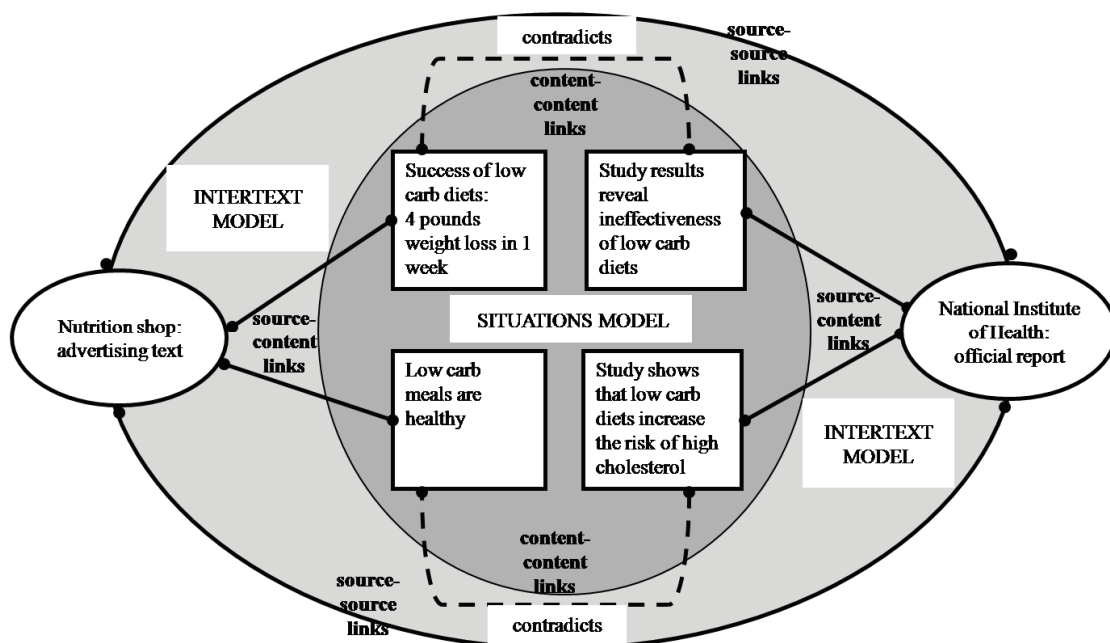 contradicts
source-
source
links
content-
content
links
INTERTEXT
MODEL
Success of low
carb diets:
4 pounds
weight loss in 1
week
Study results
reveal
ineffectiveness
of low carb
diets
Nutrition shop:
advertising text
source-
content
links
SITUATIONS MODEL
source-
content
links
National Institute
of Health:
official report
Low carb
meals are
healthy
Study shows
that low carb
diets increase
the risk of high
cholesterol
INTERTEXT
MODEL
content-
content
links
source-
source
links
contradicts